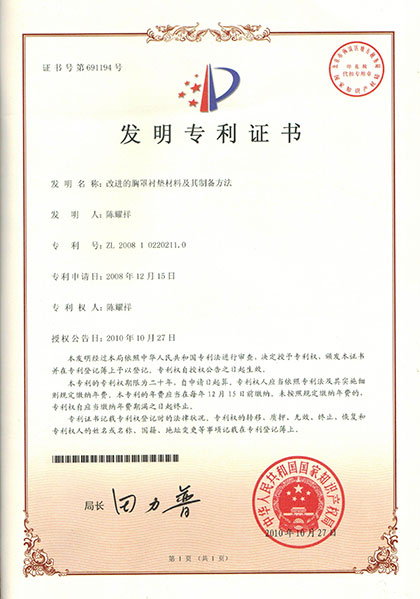 证书号第691194号
印花税
代扣专用章
发明专利证书
发明名称：改进的胸罩衬垫材料及其制备方法
发明人：陈耀祥
专利号：ZL 2008 1 0220211.0
专利申请日：2008年12月15日
专利权人：陈耀祥
授权公告日：2010年10月27日
本发明经过本局依照中华人民共和国专利法进行审查，决定授予专利权，颁发本证书
并在专利登记簿上予以登记。专利权自授权公告之日起生效。
本专利的专利权期限为二十年，自申请日起算。专利权人应当依照专利法及其实施细
则规定缴纳年费。本专利的年费应当在每年12月15日前缴纳。未按照规定缴纳年费的，
专利权自应当缴纳年费期满之日起终止。
专利证书记载专利权登记时的法律状况。专利权的转移、质押、无效、终止、恢复和
专利权人的姓名或名称、国籍、地址变更等事项记载在专利登记簿上。
局长 田力普
中华人民共和国国家知识产权局
2010年10月27日
第1页（共1页）